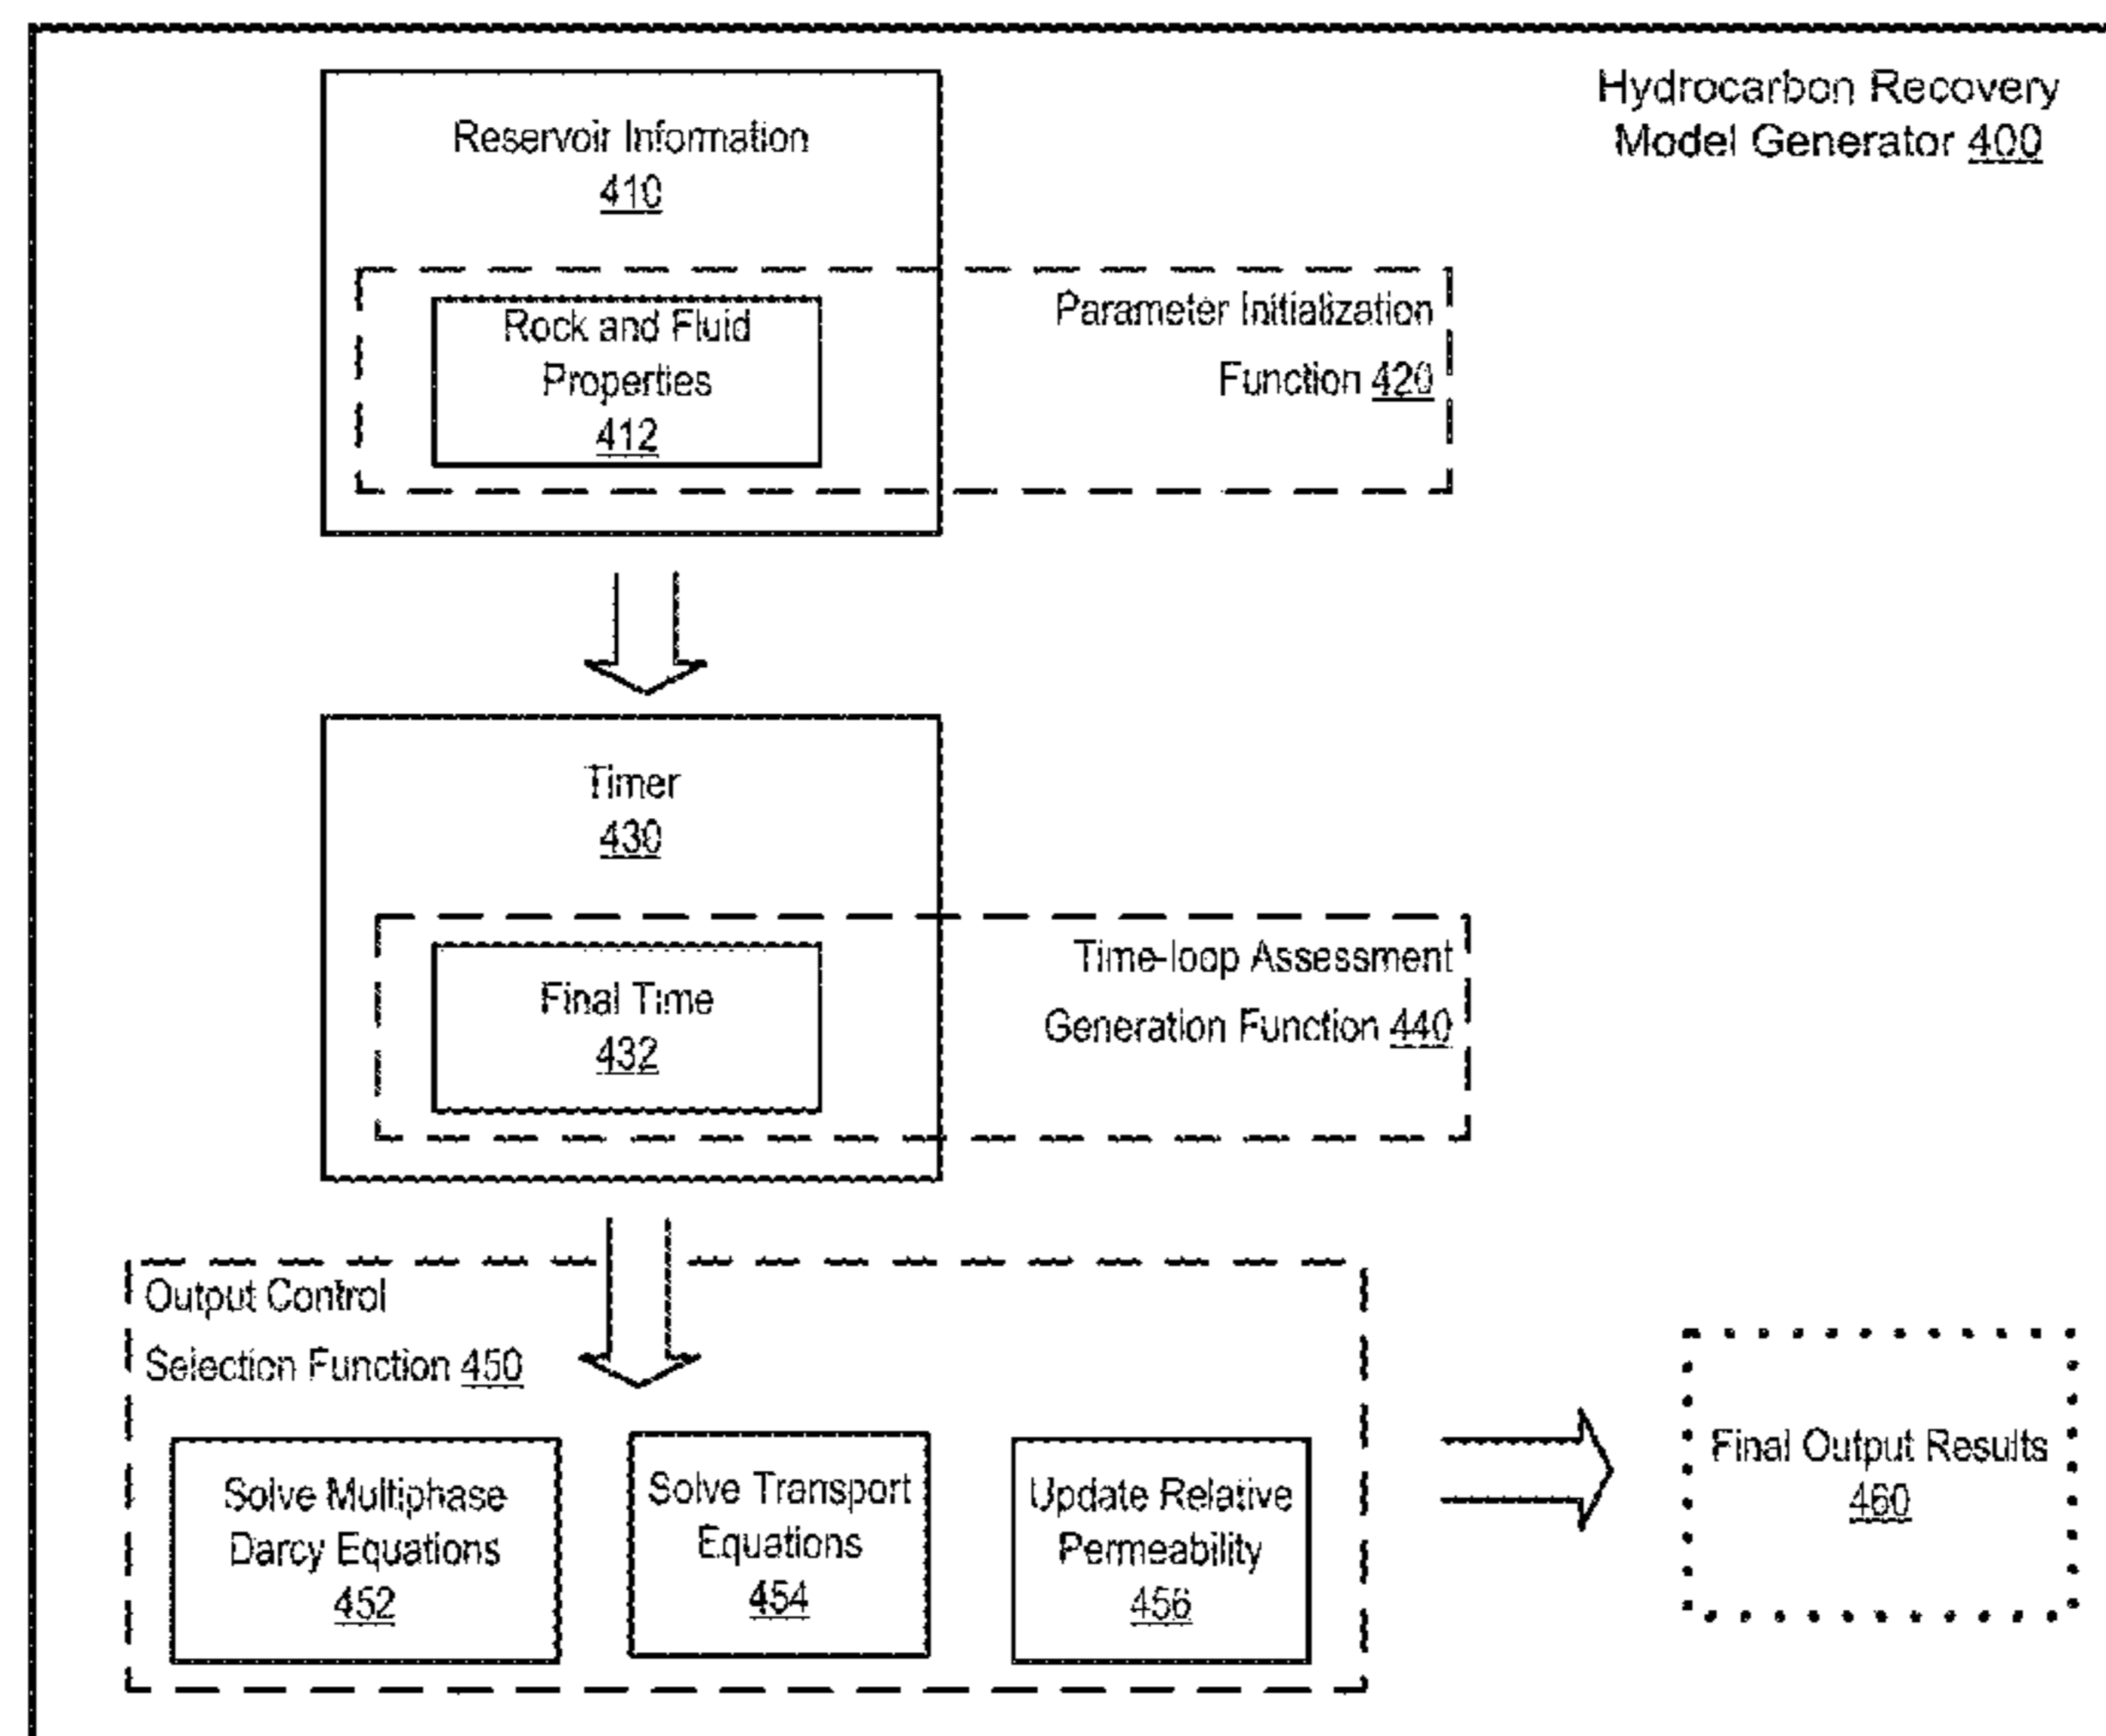 Hydrocarbon Recovery
Model Generator 400
Reservoir Information
410
Parameter Initialization
Function 420
Rock and Fluid
Properties
412
Timer
430
Time-loop Assessment
Generation Function 440
Final Time
432
Output Control
Selection Function 450
Solve Multiphase
Darcy Equations
452
Solve Transport
Equations
454
Update Relative
Permeability
456
Final Output Results
460